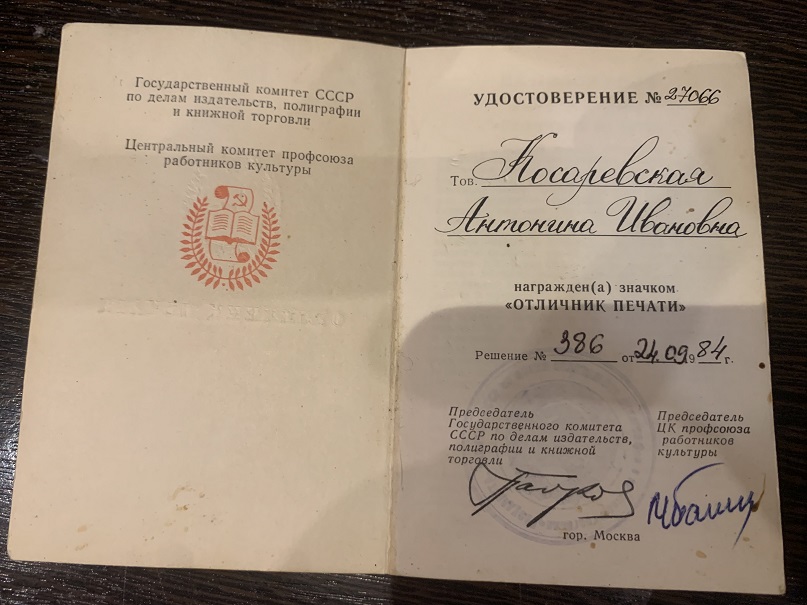 Государственный комитет СССР
по делам издательств, полиграфии
и книжной торговли
Центральный комитет профсоюза
работников культуры
УДОСТОВЕРЕНИЕ № 27066
Тов. Косаревская
Антонина Ивановна
награжден(а) значком
«ОТЛИЧНИК ПЕЧАТИ»
Решение № 386 от 24.09 1984 г.
Председатель
Государственного комитета
СССР по делам издательств,
полиграфии и книжной
торговли
Председатель
ЦК профсоюза
работников
культуры
гор. Москва